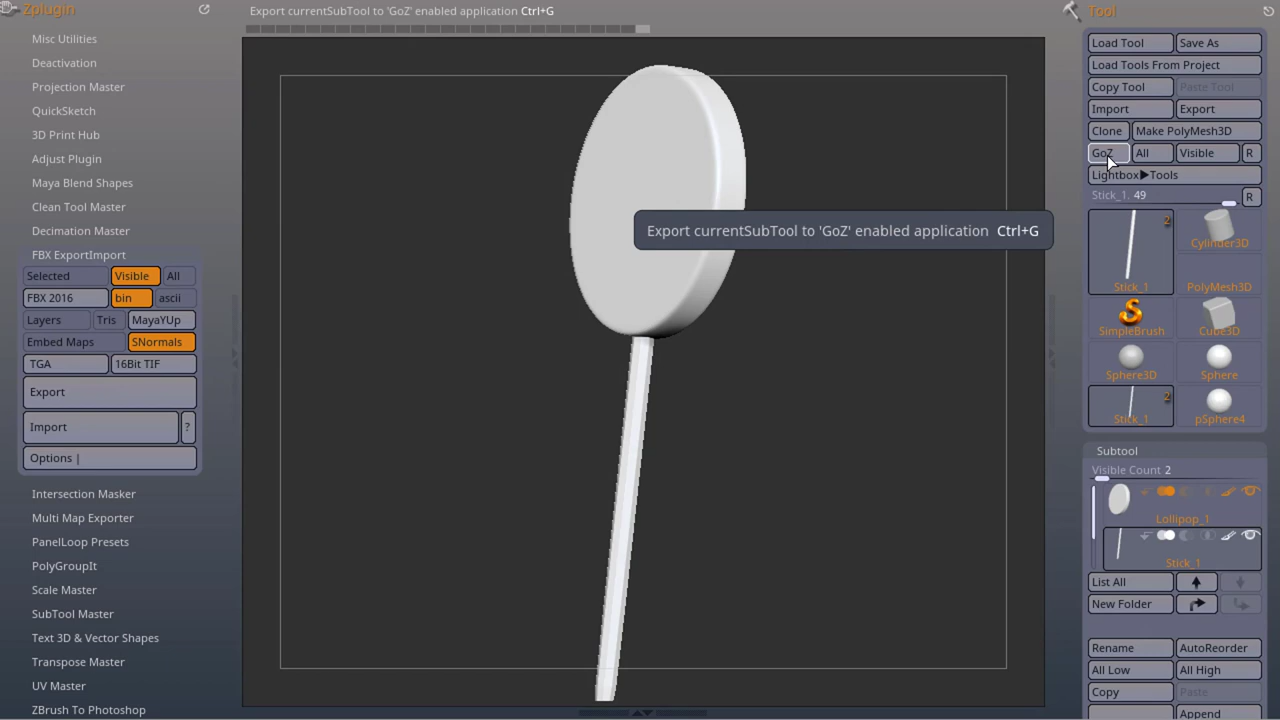 Zplugin
Misc Utilities
Deactivation
Projection Master
QuickSketch
3D Print Hub
Adjust Plugin
Maya Blend Shapes
Clean Tool Master
Decimation Master
FBX ExportImport
Selected Visible All
FBX 2016 bin ascii
Layers Tris MayaYUp
Embed Maps SNormals
TGA 16Bit TIF
Export
Import ?
Options |
Intersection Masker
Multi Map Exporter
PanelLoop Presets
PolyGroupIt
Scale Master
SubTool Master
Text 3D & Vector Shapes
Transpose Master
UV Master
ZBrush To Photoshop
Export currentSubTool to 'GoZ' enabled application Ctrl+G
Export currentSubTool to 'GoZ' enabled application Ctrl+G
Tool
Load Tool Save As
Load Tools From Project
Copy Tool Paste Tool
Import Export
Clone Make PolyMesh3D
GoZ All Visible R
Lightbox▶Tools
Stick_1. 49 R
2
Stick_1
Cylinder3D
PolyMesh3D
SimpleBrush Cube3D
Sphere3D Sphere
2
Stick_1 pSphere4
Subtool
Visible Count 2
Lollipop_1
Stick_1
List All
New Folder
Rename AutoReorder
All Low All High
Copy Paste
Append